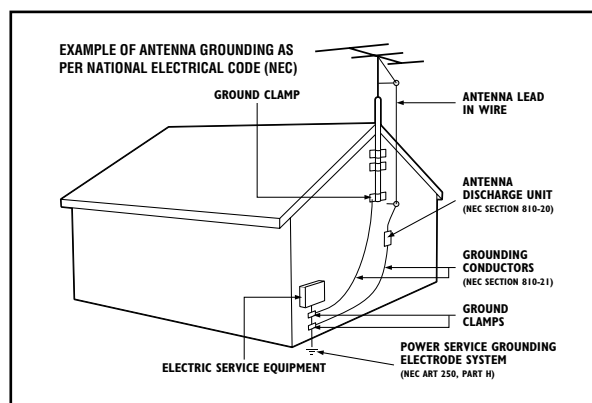 EXAMPLE OF ANTENNA GROUNDING AS
PER NATIONAL ELECTRICAL CODE (NEC)
GROUND CLAMP
ANTENNA LEAD
IN WIRE
ANTENNA
DISCHARGE UNIT
(NEC SECTION 810-20)
GROUNDING
CONDUCTORS
(NEC SECTION 810-21)
GROUND
CLAMPS
POWER SERVICE GROUNDING
ELECTRODE SYSTEM
(NEC ART 250, PART H)
ELECTRIC SERVICE EQUIPMENT